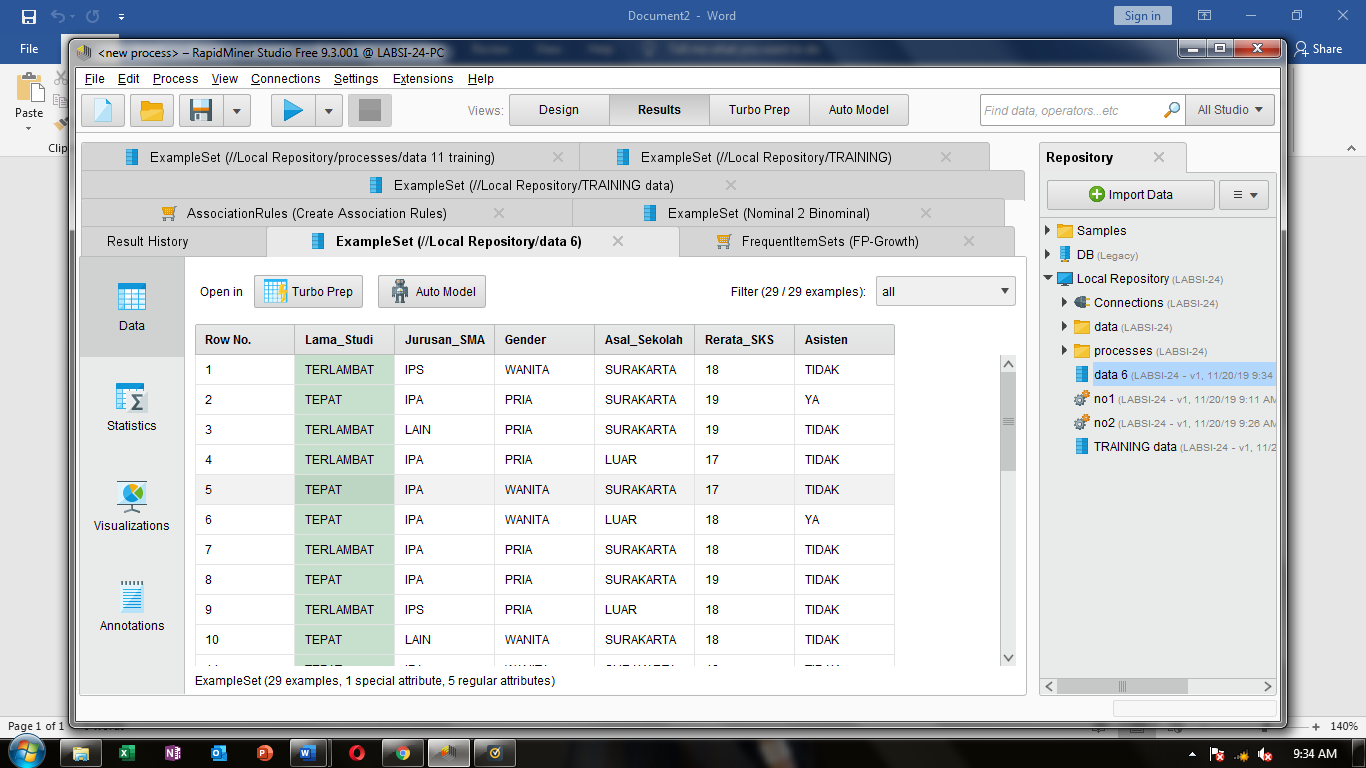 Document2 - Word
Sign in
File
Share
Paste
Clip
<new process> – RapidMiner Studio Free 9.3.001 @ LABSI-24-PC
File Edit Process View Connections Settings Extensions Help
Views: Design Results Turbo Prep Auto Model
Find data, operators...etc
All Studio
ExampleSet (//Local Repository/processes/data 11 training)
ExampleSet (//Local Repository/TRAINING)
ExampleSet (//Local Repository/TRAINING data)
AssociationRules (Create Association Rules)
ExampleSet (Nominal 2 Binominal)
Result History
ExampleSet (//Local Repository/data 6)
FrequentItemSets (FP-Growth)
Data
Statistics
Visualizations
Annotations
Open in Turbo Prep Auto Model
Filter (29 / 29 examples): all
Row No. Lama_Studi Jurusan_SMA Gender Asal_Sekolah Rerata_SKS Asisten
1 TERLAMBAT IPS WANITA SURAKARTA 18 TIDAK
2 TEPAT IPA PRIA SURAKARTA 19 YA
3 TERLAMBAT LAIN PRIA SURAKARTA 19 TIDAK
4 TERLAMBAT IPA PRIA LUAR 17 TIDAK
5 TEPAT IPA WANITA SURAKARTA 17 TIDAK
6 TEPAT IPA WANITA LUAR 18 YA
7 TERLAMBAT IPA PRIA SURAKARTA 18 TIDAK
8 TEPAT IPA PRIA SURAKARTA 19 TIDAK
9 TERLAMBAT IPS PRIA LUAR 18 TIDAK
10 TEPAT LAIN WANITA SURAKARTA 18 TIDAK
ExampleSet (29 examples, 1 special attribute, 5 regular attributes)
Repository
Import Data
Samples
DB (Legacy)
Local Repository (LABSI-24)
Connections (LABSI-24)
data (LABSI-24)
processes (LABSI-24)
data 6 (LABSI-24 - v1, 11/20/19 9:34
no1 (LABSI-24 - v1, 11/20/19 9:11 AM
no2 (LABSI-24 - v1, 11/20/19 9:26 AM
TRAINING data (LABSI-24 - v1, 11/2
Page 1 of 1
140%
9:34 AM